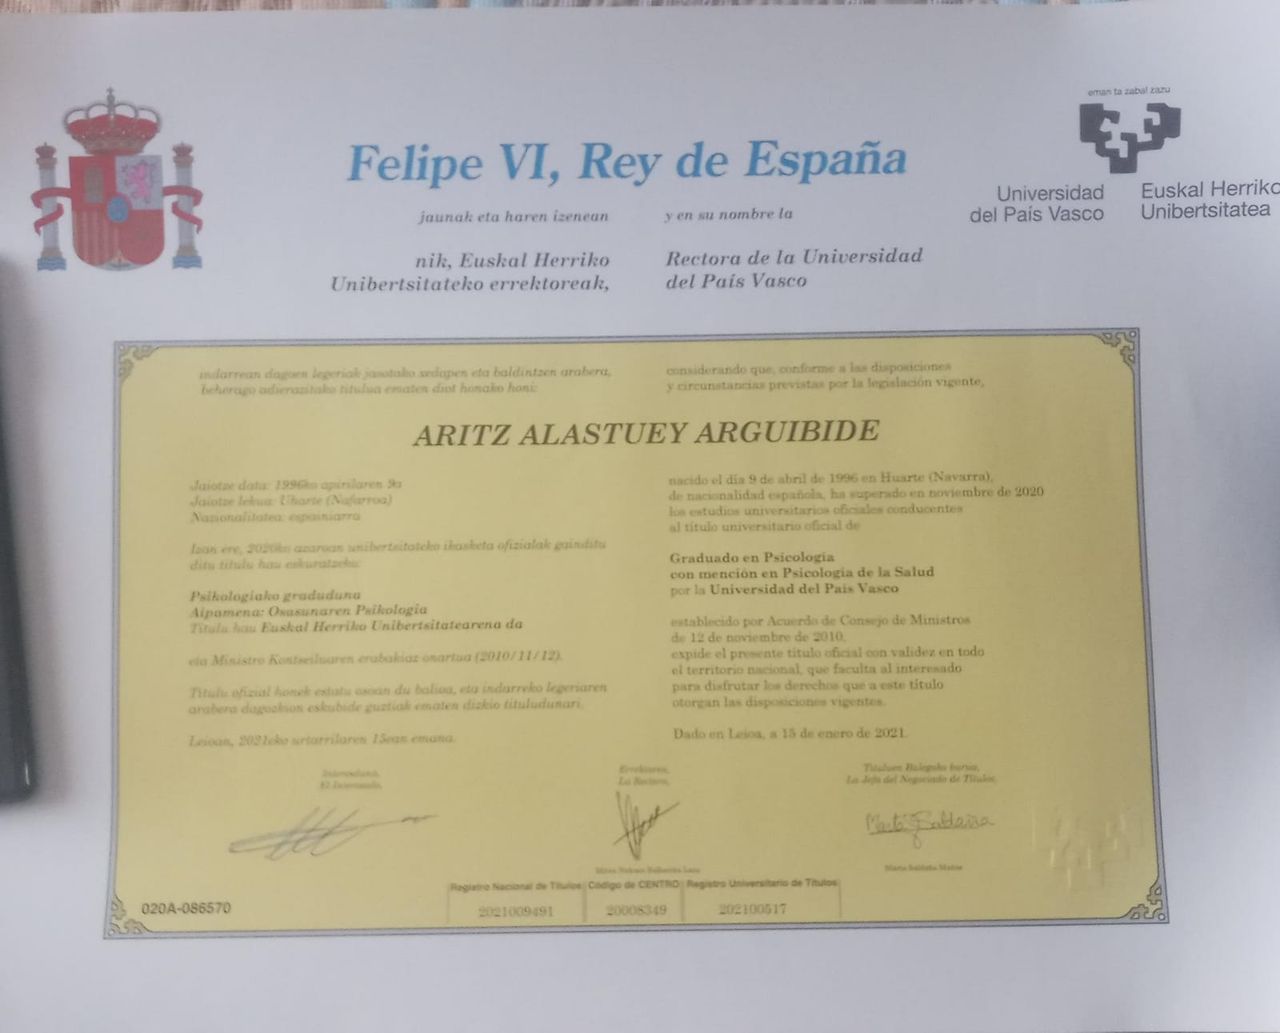 eman ta zabal zazu
Universidad
del País Vasco
Euskal Herriko
Unibertsitatea
Felipe VI, Rey de España
jaunak eta haren izenean
nik, Euskal Herriko
Unibertsitateko errektoreak,
y en su nombre la
Rectora de la Universidad
del País Vasco
indarrean dagoen legeriak jasotako xedapen eta baldintzen arabera,
beherago adierazitako titulua ematen diot honako honi:
considerando que, conforme a las disposiciones
y circunstancias previstas por la legislación vigente,
ARITZ ALASTUEY ARGUIBIDE
Jaiotze data: 1996ko apirilaren 9a
Jaiotze lekua: Uharte (Nafarroa)
Nazionalitatea: espainiarra
Izan ere, 2020ko azaroan unibertsitateko ikasketa ofizialak gainditu
ditu titulu hau eskuratzeko:
Psikologiako graduduna
Aipamena: Osasunaren Psikologia
Titulu hau Euskal Herriko Unibertsitatearena da
eta Ministro Kontseiluaren erabakiaz onartua (2010/11/12).
Titulu ofizial honek estatu osoan du balioa, eta indarreko legeriaren
arabera dagozkion eskubide guztiak ematen dizkio tituludunari.
Leioan, 2021eko urtarrilaren 15ean emana.
nacido el día 9 de abril de 1996 en Huarte (Navarra),
de nacionalidad española, ha superado en noviembre de 2020
los estudios universitarios oficiales conducentes
al título universitario oficial de
Graduado en Psicología
con mención en Psicología de la Salud
por la Universidad del País Vasco
establecido por Acuerdo de Consejo de Ministros
de 12 de noviembre de 2010,
expide el presente título oficial con validez en todo
el territorio nacional, que faculta al interesado
para disfrutar los derechos que a este título
otorgan las disposiciones vigentes.
Dado en Leioa, a 15 de enero de 2021.
Interesduna,
El Interesado,
Errektorea,
La Rectora,
Tituluen Bulegoko burua,
La Jefa del Negociado de Títulos,
Registro Nacional de Títulos
Código de CENTRO
Registro Universitario de Títulos
2021009491
20008349
202100517
020A-086570